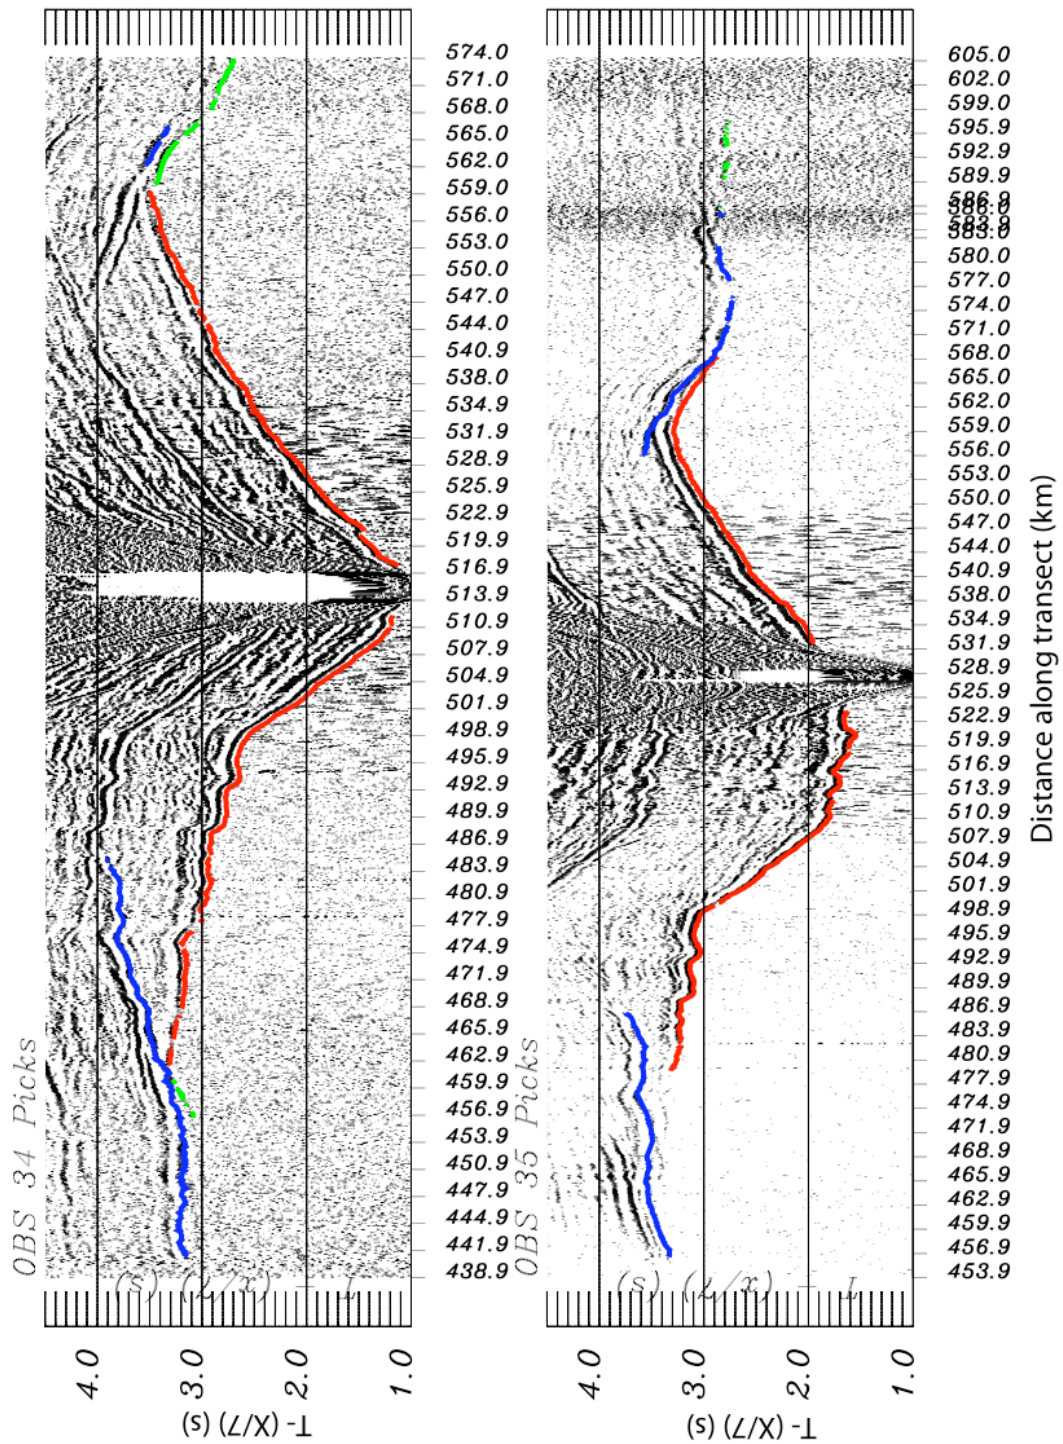 OBS 34 Picks
T - (x/7) (s)
T- (X/7) (s)
4.0
3.0
2.0
1.0
438.9 441.9 444.9 447.9 450.9 453.9 456.9 459.9 462.9 465.9 468.9 471.9 474.9 477.9 480.9 483.9 486.9 489.9 492.9 495.9 498.9 501.9 504.9 507.9 510.9 513.9 516.9 519.9 522.9 525.9 528.9 531.9 534.9 538.0 540.9 544.0 547.0 550.0 553.0 556.0 559.0 562.0 565.0 568.0 571.0 574.0
OBS 35 Picks
T - (x/7) (s)
T- (X/7) (s)
4.0
3.0
2.0
1.0
453.9 456.9 459.9 462.9 465.9 468.9 471.9 474.9 477.9 480.9 483.9 486.9 489.9 492.9 495.9 498.9 501.9 504.9 507.9 510.9 513.9 516.9 519.9 522.9 525.9 528.9 531.9 534.9 538.0 540.9 544.0 547.0 550.0 553.0 556.0 559.0 562.0 565.0 568.0 571.0 574.0 577.0 580.0 583.0 583.9 586.0 586.9 589.9 592.9 595.9 599.0 602.0 605.0
Distance along transect (km)